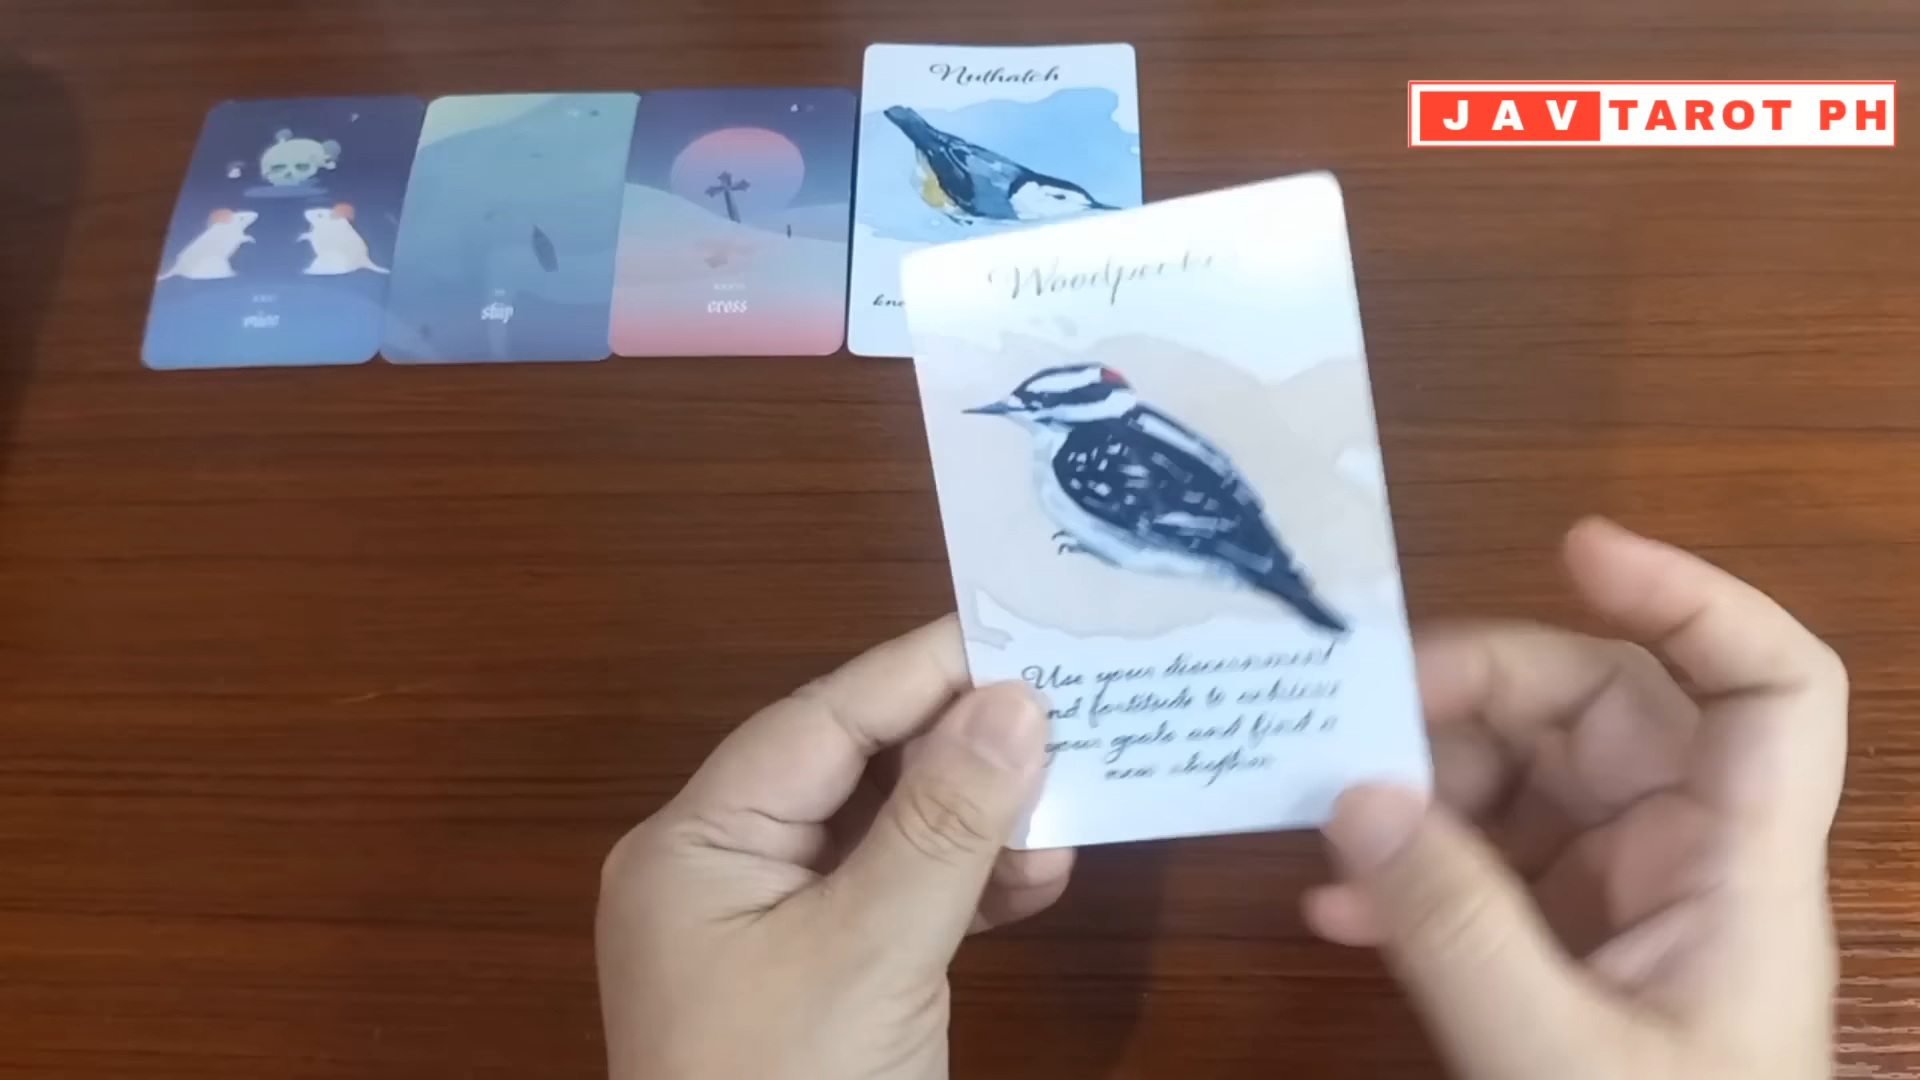 Nuthatch
JAV TAROT PH
Woodpecker
mice
ship
cross
Use your discernment
and fortitude to achieve
your goals and find a
new rhythm